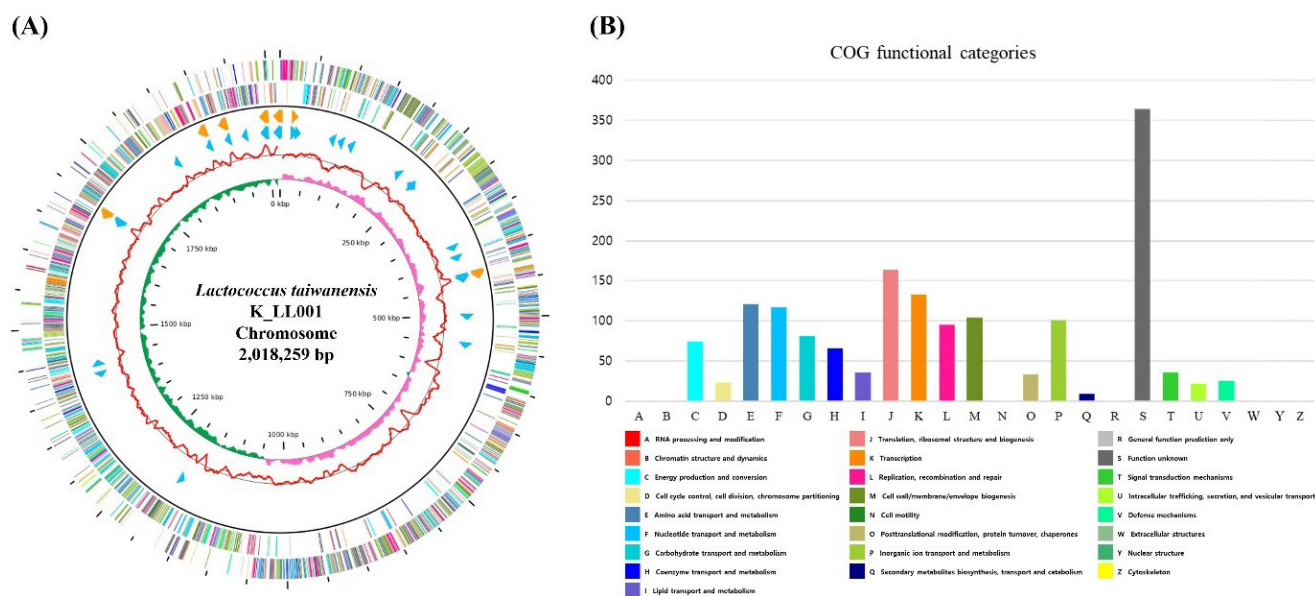 (A)
0 kbp
250 kbp
500 kbp
750 kbp
1000 kbp
1250 kbp
1500 kbp
1750 kbp
Lactococcus taiwanensis
K_LL001
Chromosome
2,018,259 bp
(B)
COG functional categories
400
350
300
250
200
150
100
50
0
A B C D E F G H I J K L M N O P Q R S T U V W Y Z
A RNA processing and modification
B Chromatin structure and dynamics
C Energy production and conversion
D Cell cycle control, cell division, chromosome partitioning
E Amino acid transport and metabolism
F Nucleotide transport and metabolism
G Carbohydrate transport and metabolism
H Coenzyme transport and metabolism
I Lipid transport and metabolism
J Translation, ribosomal structure and biogenesis
K Transcription
L Replication, recombination and repair
M Cell wall/membrane/envelope biogenesis
N Cell motility
O Posttranslational modification, protein turnover, chaperones
P Inorganic ion transport and metabolism
Q Secondary metabolites biosynthesis, transport and catabolism
R General function prediction only
S Function unknown
T Signal transduction mechanisms
U Intracellular trafficking, secretion, and vesicular transport
V Defense mechanisms
W Extracellular structures
Y Nuclear structure
Z Cytoskeleton